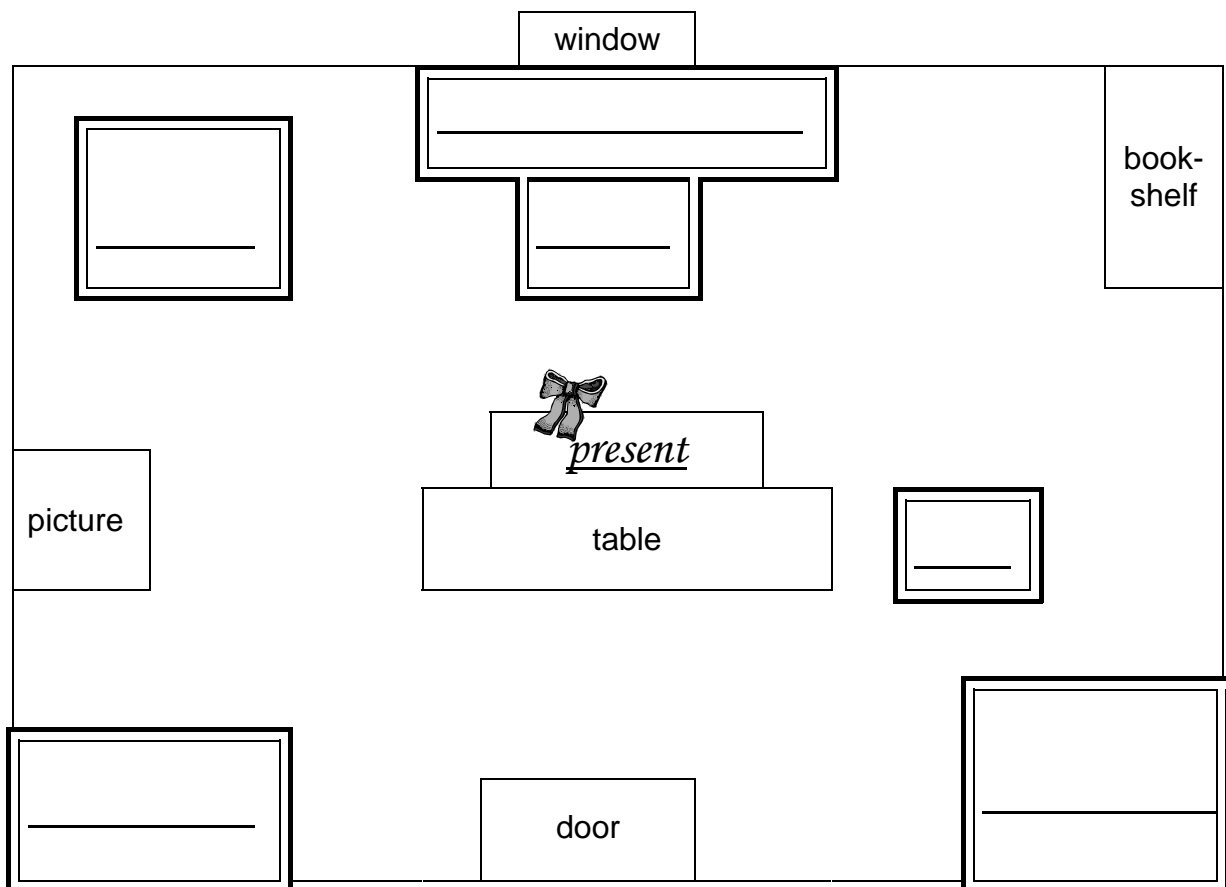 window
book-
shelf
present
picture
table
door